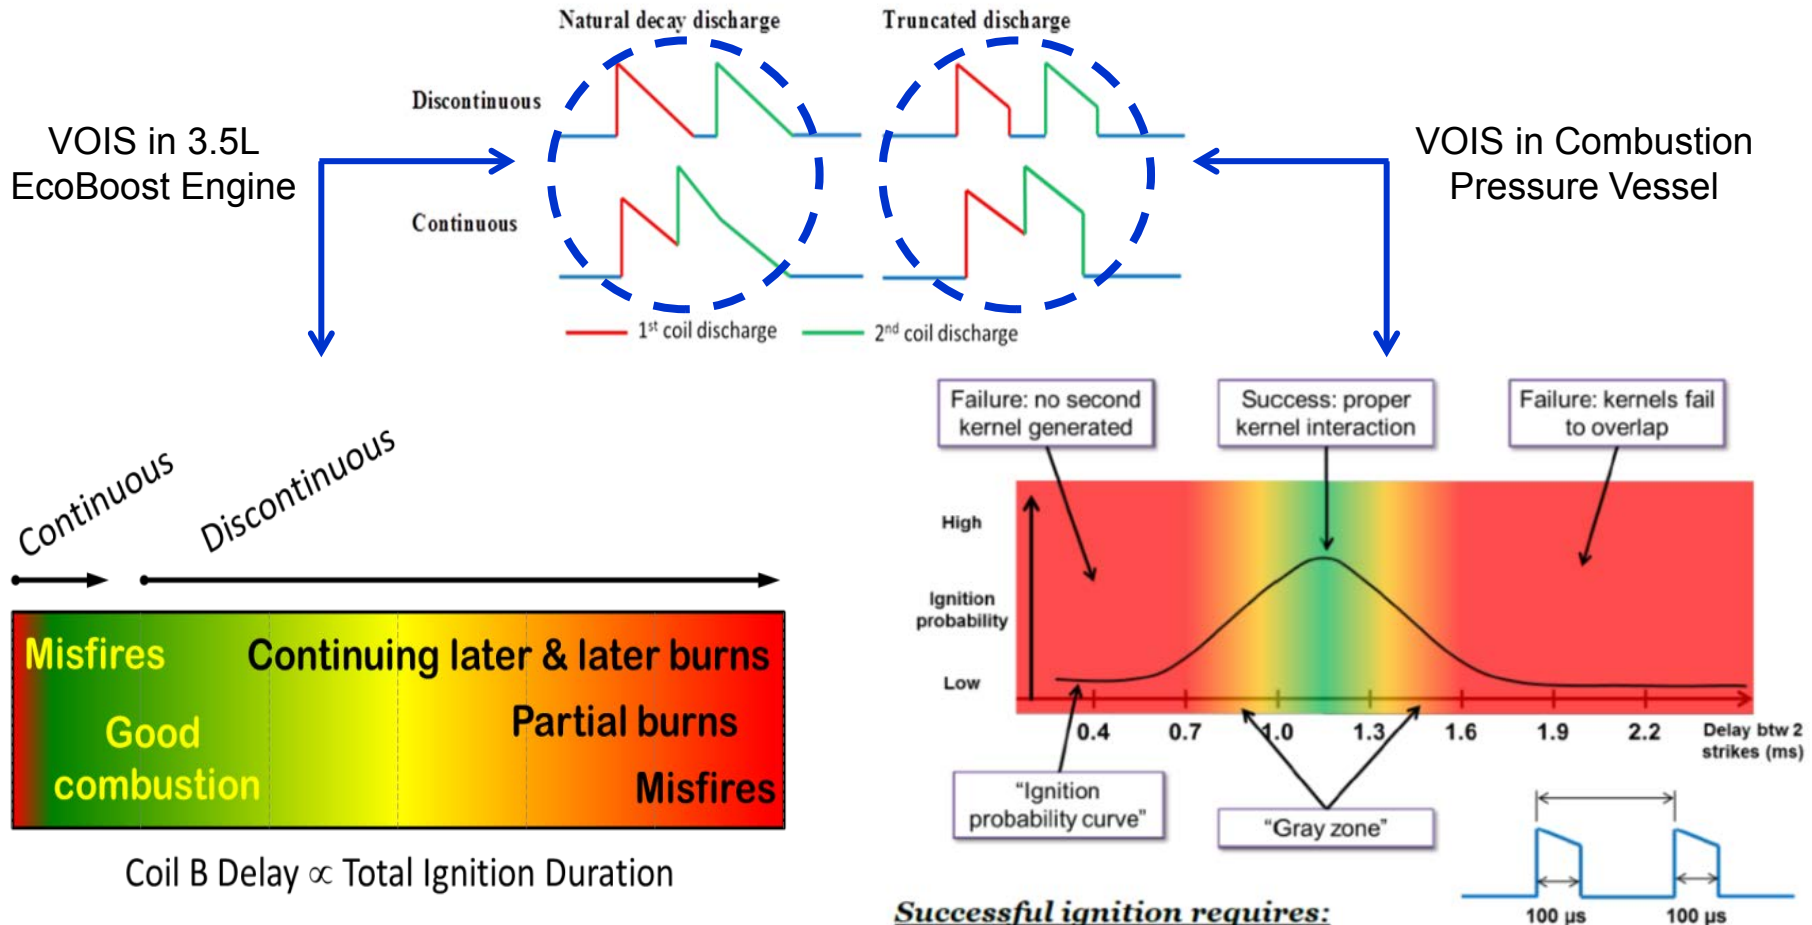 Natural decay discharge
Truncated discharge
Discontinuous
Continuous
VOIS in 3.5L
EcoBoost Engine
VOIS in Combustion
Pressure Vessel
1st coil discharge
2nd coil discharge
Continuous
Discontinuous
Misfires
Continuing later & later burns
Good
combustion
Partial burns
Misfires
Coil B Delay ∝ Total Ignition Duration
Failure: no second
kernel generated
Success: proper
kernel interaction
Failure: kernels fail
to overlap
High
Ignition
probability
Low
0.4 0.7 1.0 1.3 1.6 1.9 2.2
Delay btw 2
strikes (ms)
“Ignition
probability curve”
“Gray zone”
100 µs 100 µs
Successful ignition requires: